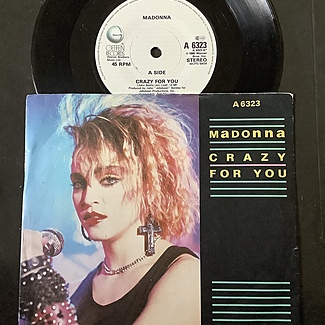 MADONNA
GEFFEN
RECORDS
A 6323
45 RPM
STEREO
A SIDE
CRAZY FOR YOU
A 6323
Madonna
CRAZY
FOR YOU